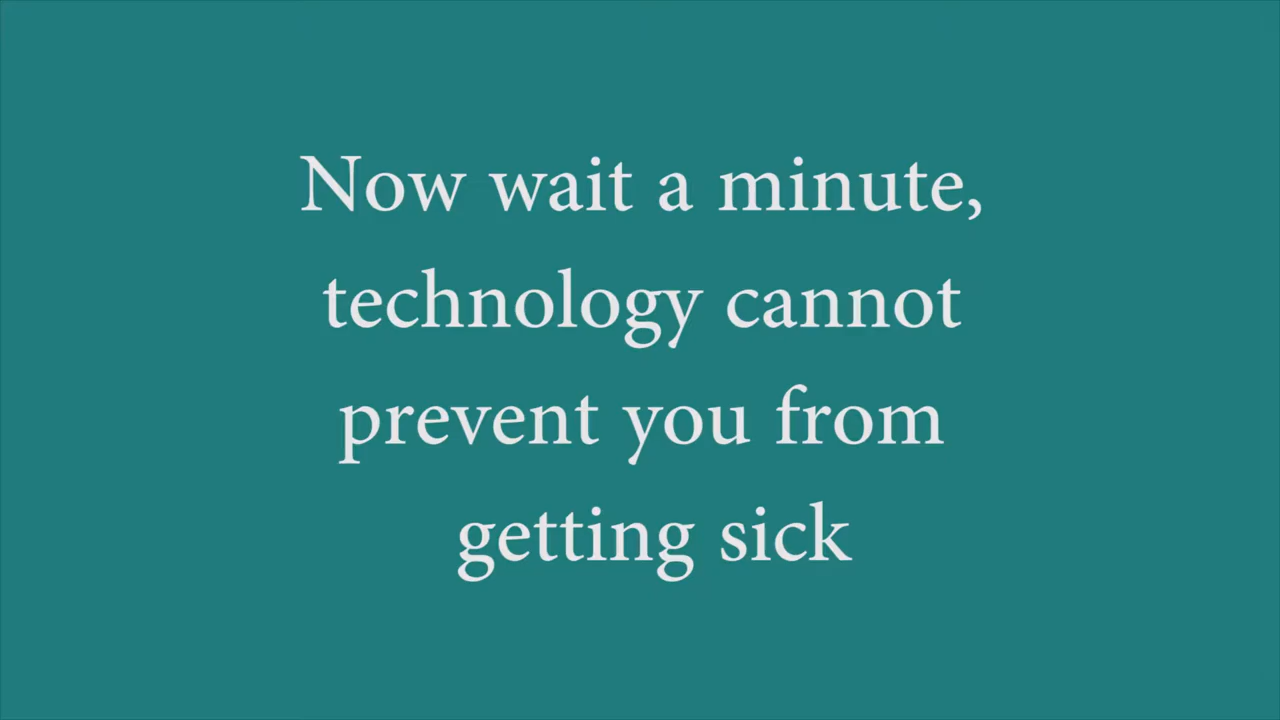 Now wait a minute,
technology cannot
prevent you from
getting sick